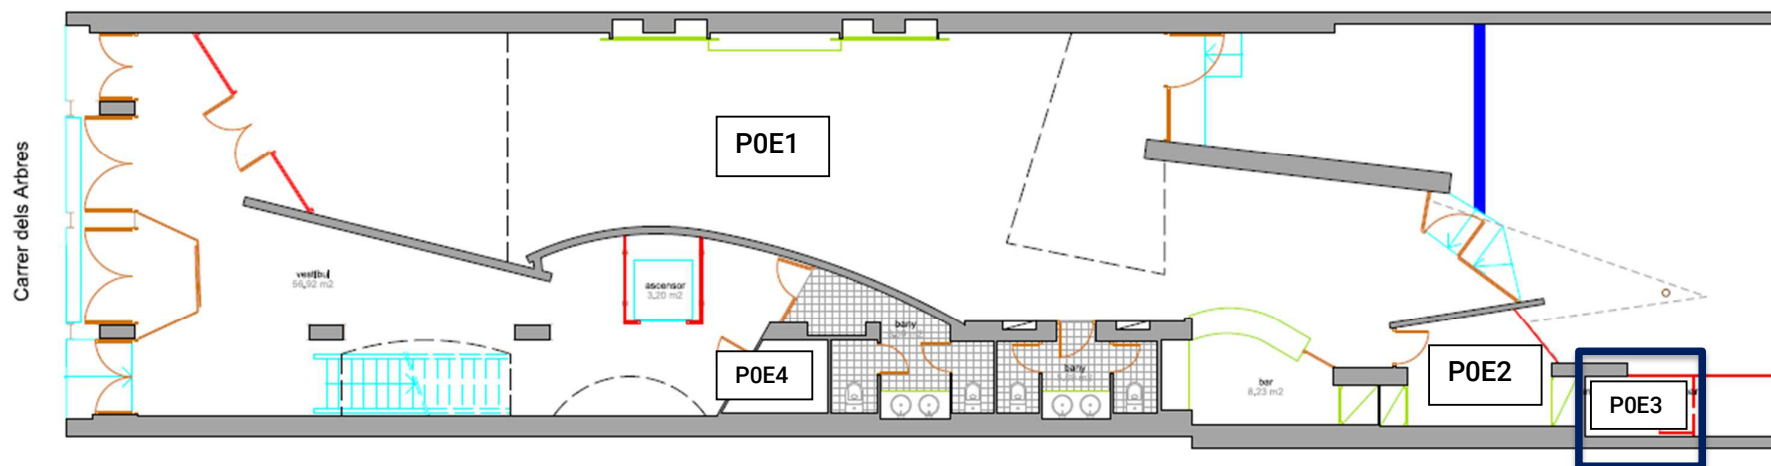 Carrer dels Arbres
P0E1
vestíbul
56,92 m2
ascensor
3,20 m2
bany
P0E4
bany
bar
8,23 m2
P0E2
P0E3